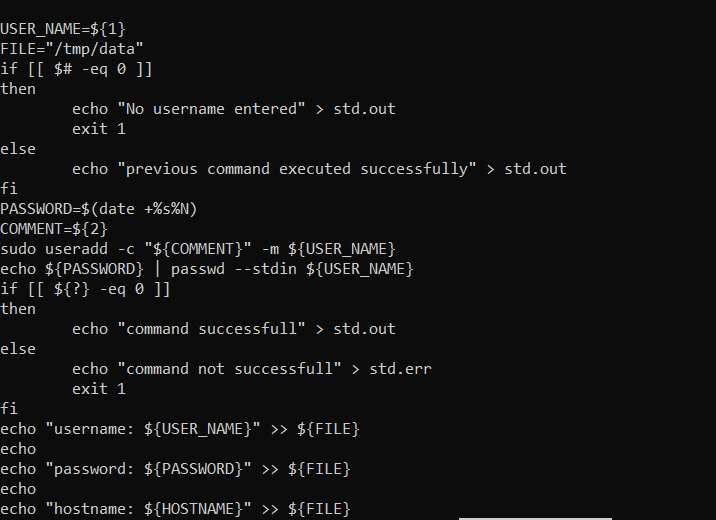 USER_NAME=${1}
FILE="/tmp/data"
if [[ $# -eq 0 ]]
then
        echo "No username entered" > std.out
        exit 1
else
        echo "previous command executed successfully" > std.out
fi
PASSWORD=$(date +%s%N)
COMMENT=${2}
sudo useradd -c "${COMMENT}" -m ${USER_NAME}
echo ${PASSWORD} | passwd --stdin ${USER_NAME}
if [[ ${?} -eq 0 ]]
then
        echo "command successfull" > std.out
else
        echo "command not successfull" > std.err
        exit 1
fi
echo "username: ${USER_NAME}" >> ${FILE}
echo
echo "password: ${PASSWORD}" >> ${FILE}
echo
echo "hostname: ${HOSTNAME}" >> ${FILE}